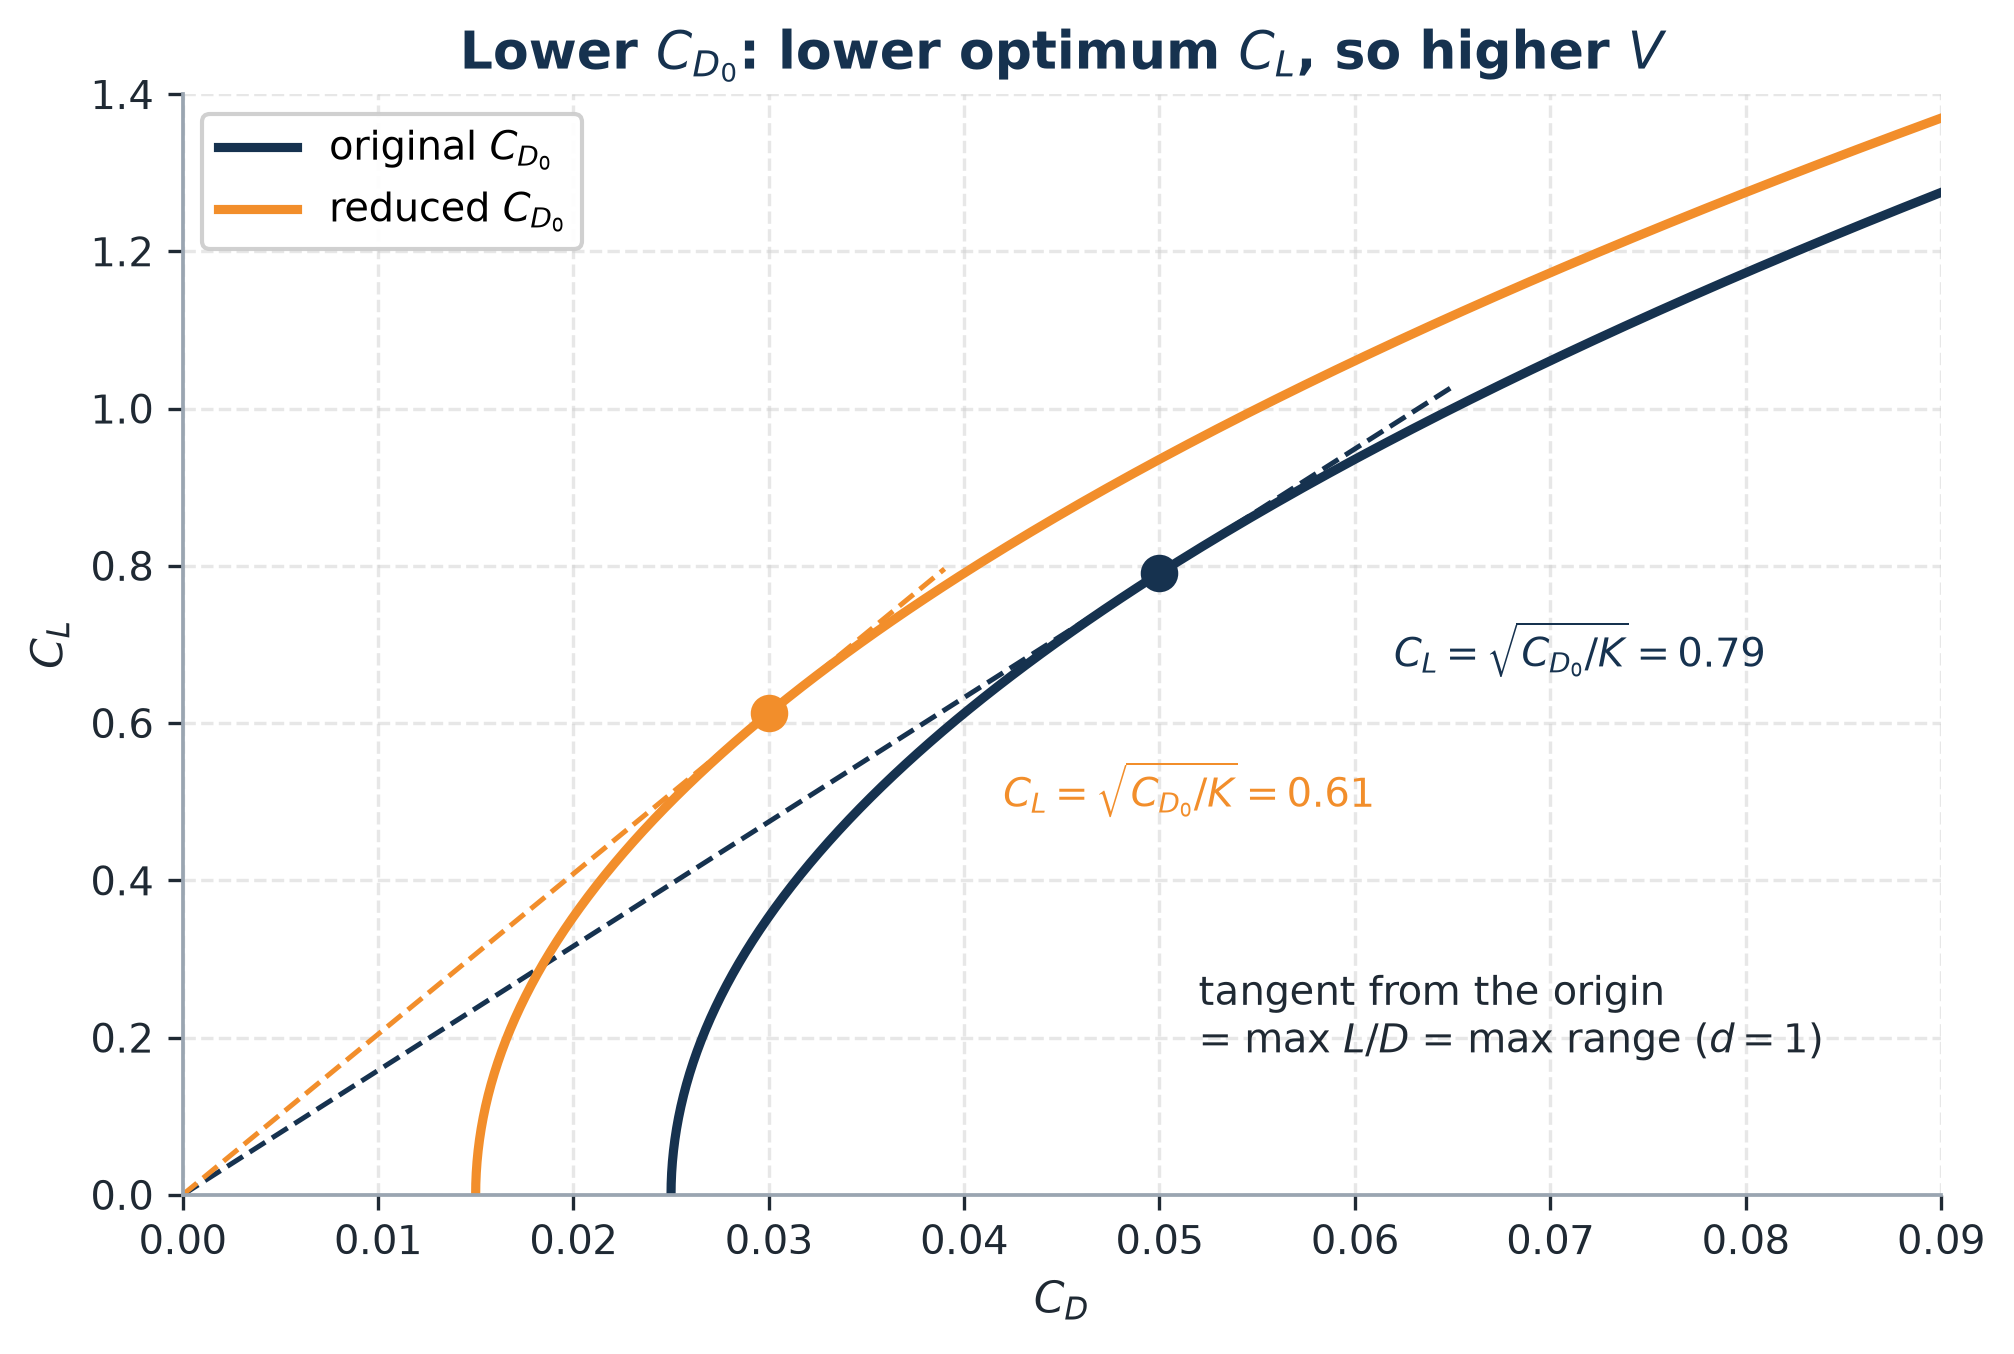 Lower $C_{D_0}$: lower optimum $C_L$, so higher $V$
original $C_{D_0}$
reduced $C_{D_0}$
1.4
1.2
1.0
0.8
0.6
0.4
0.2
0.0
$C_L$
$C_L = \sqrt{C_{D_0}/K} = 0.79$
$C_L = \sqrt{C_{D_0}/K} = 0.61$
tangent from the origin
= max $L/D$ = max range ($d = 1$)
0.00 0.01 0.02 0.03 0.04 0.05 0.06 0.07 0.08 0.09
$C_D$